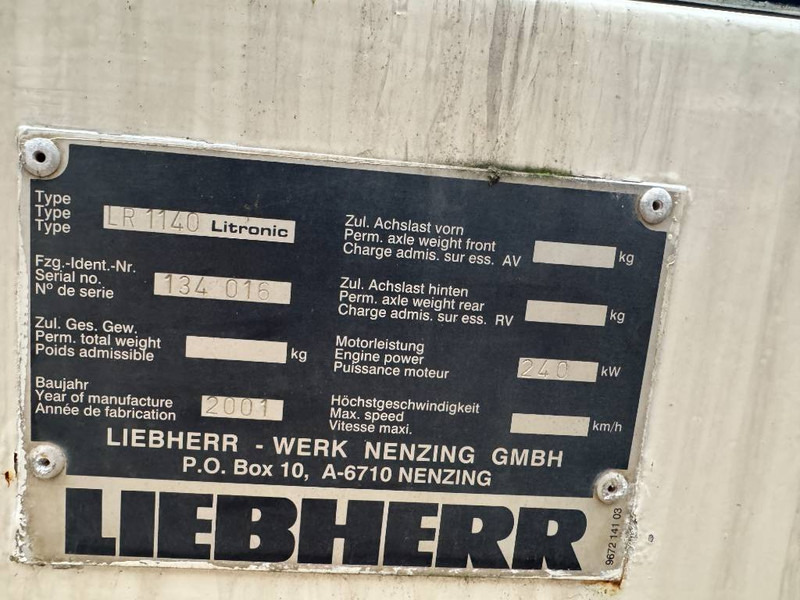 Type
Type
Type
LR 1140 Litronic
Fzg.-Ident.-Nr.
Serial no.
Nº de serie
134 016
Zul. Ges. Gew.
Perm. total weight
Poids admissible
kg
Baujahr
Year of manufacture
Année de fabrication
2001
Zul. Achslast vorn
Perm. axle weight front
Charge admis. sur ess. AV
kg
Zul. Achslast hinten
Perm. axle weight rear
Charge admis. sur ess. RV
kg
Motorleistung
Engine power
Puissance moteur
240 kW
Höchstgeschwindigkeit
Max. speed
Vitesse maxi.
km/h
LIEBHERR - WERK NENZING GMBH
P.O. Box 10, A-6710 NENZING
LIEBHERR
9672 141 03